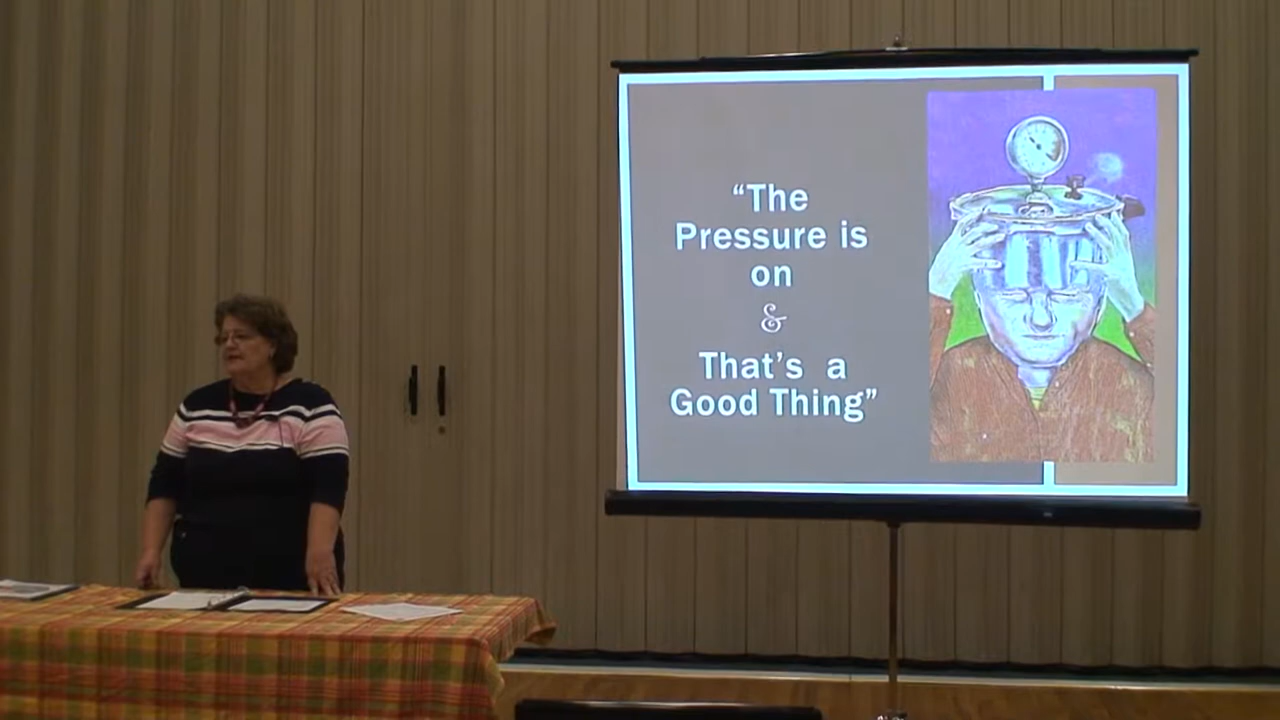 “The
Pressure is
on
&
That’s a
Good Thing”